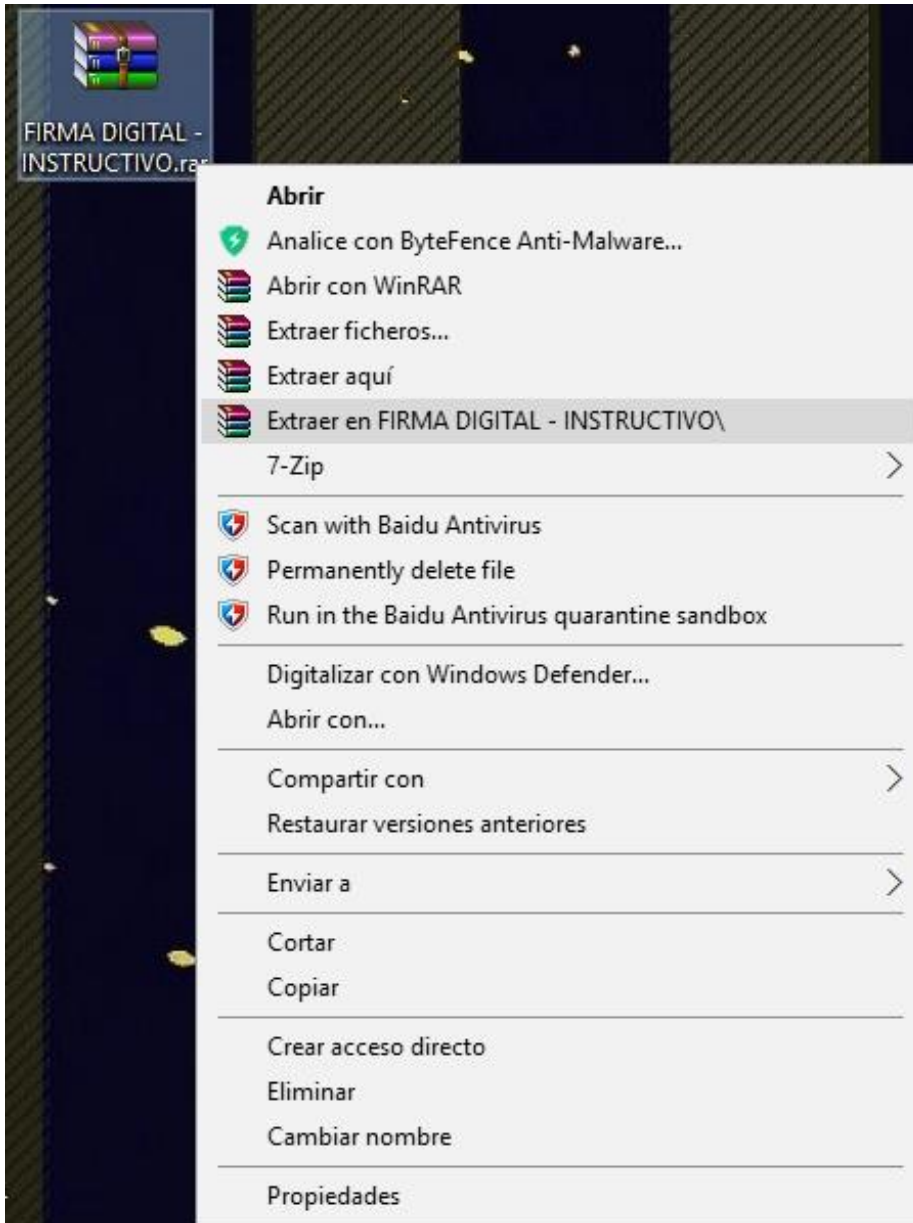 FIRMA DIGITAL -
INSTRUCTIVO.rar
Abrir
Analice con ByteFence Anti-Malware...
Abrir con WinRAR
Extraer ficheros...
Extraer aquí
Extraer en FIRMA DIGITAL - INSTRUCTIVO\
7-Zip
Scan with Baidu Antivirus
Permanently delete file
Run in the Baidu Antivirus quarantine sandbox
Digitalizar con Windows Defender...
Abrir con...
Compartir con
Restaurar versiones anteriores
Enviar a
Cortar
Copiar
Crear acceso directo
Eliminar
Cambiar nombre
Propiedades